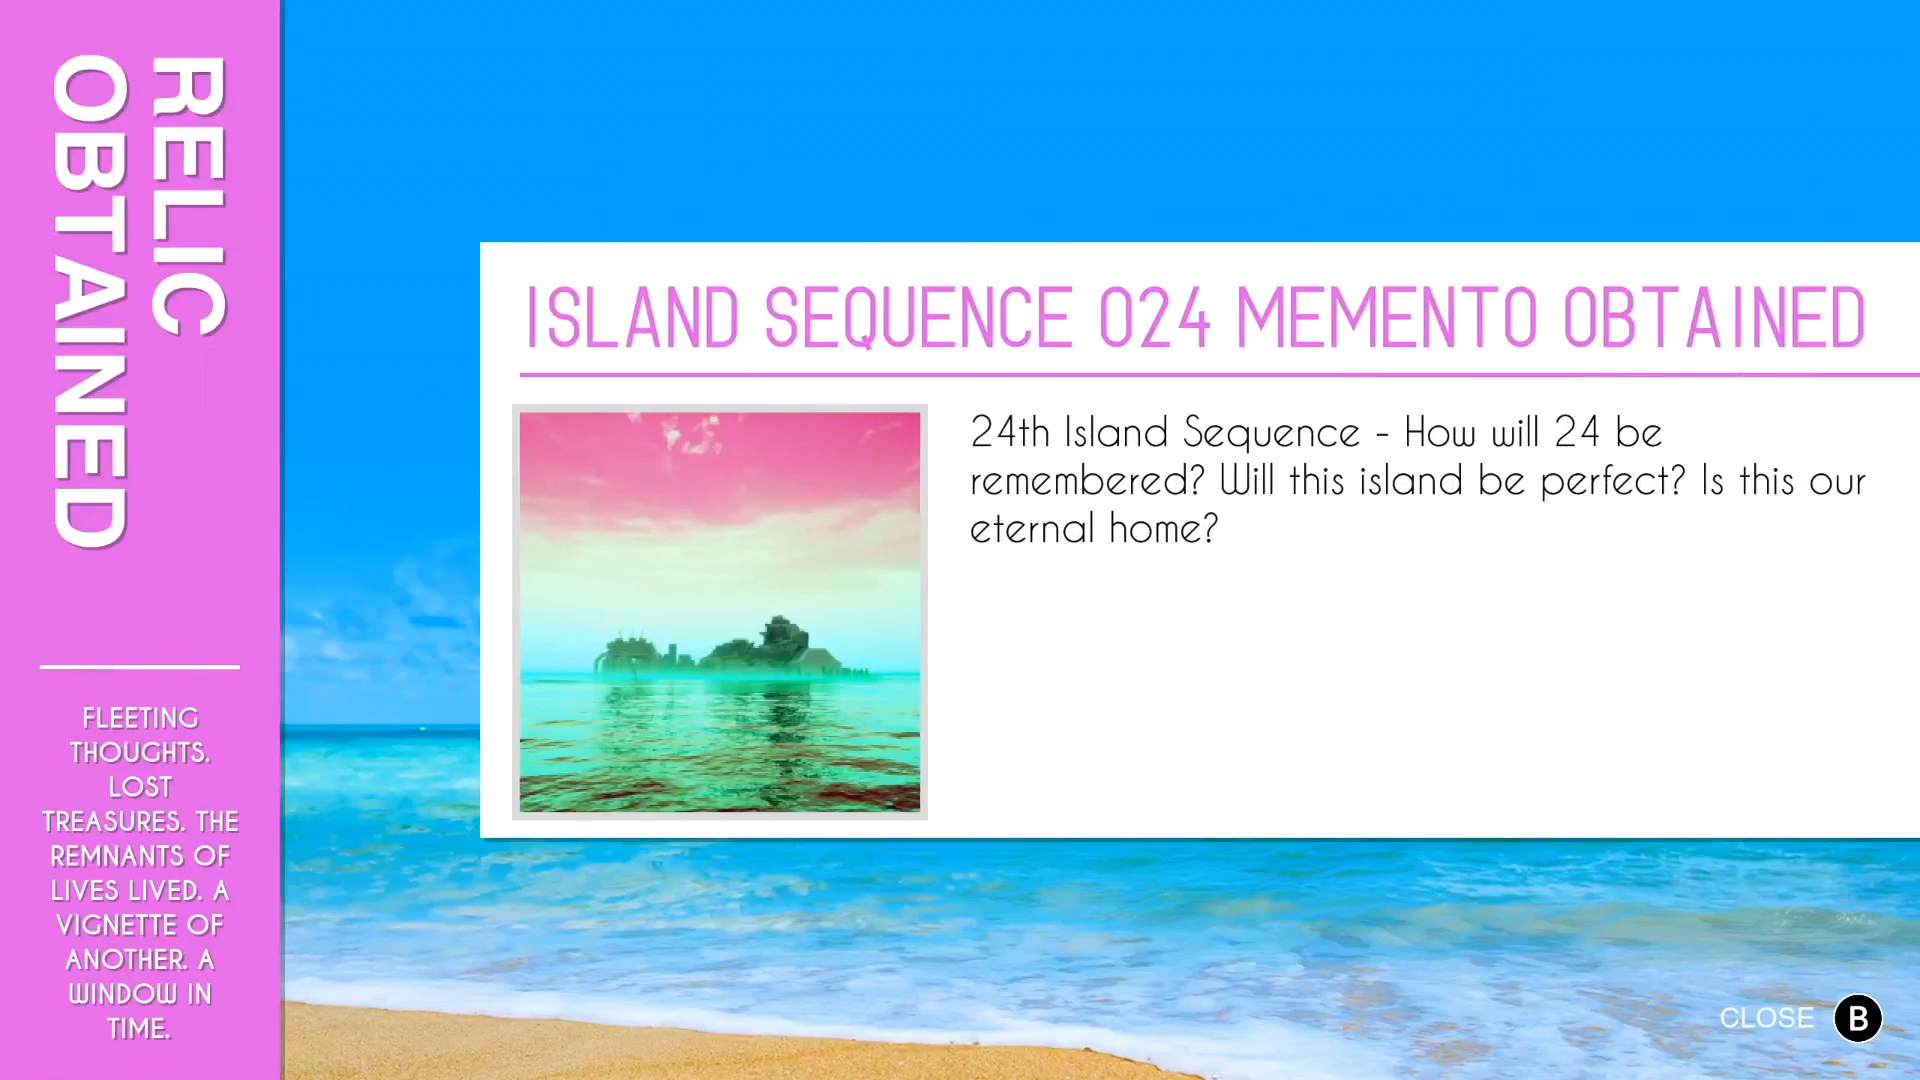 RELIC
OBTAINED
FLEETING
THOUGHTS.
LOST
TREASURES. THE
REMNANTS OF
LIVES LIVED. A
VIGNETTE OF
ANOTHER. A
WINDOW IN
TIME.
ISLAND SEQUENCE 024 MEMENTO OBTAINED
24th Island Sequence - How will 24 be
remembered? Will this island be perfect? Is this our
eternal home?
CLOSE B